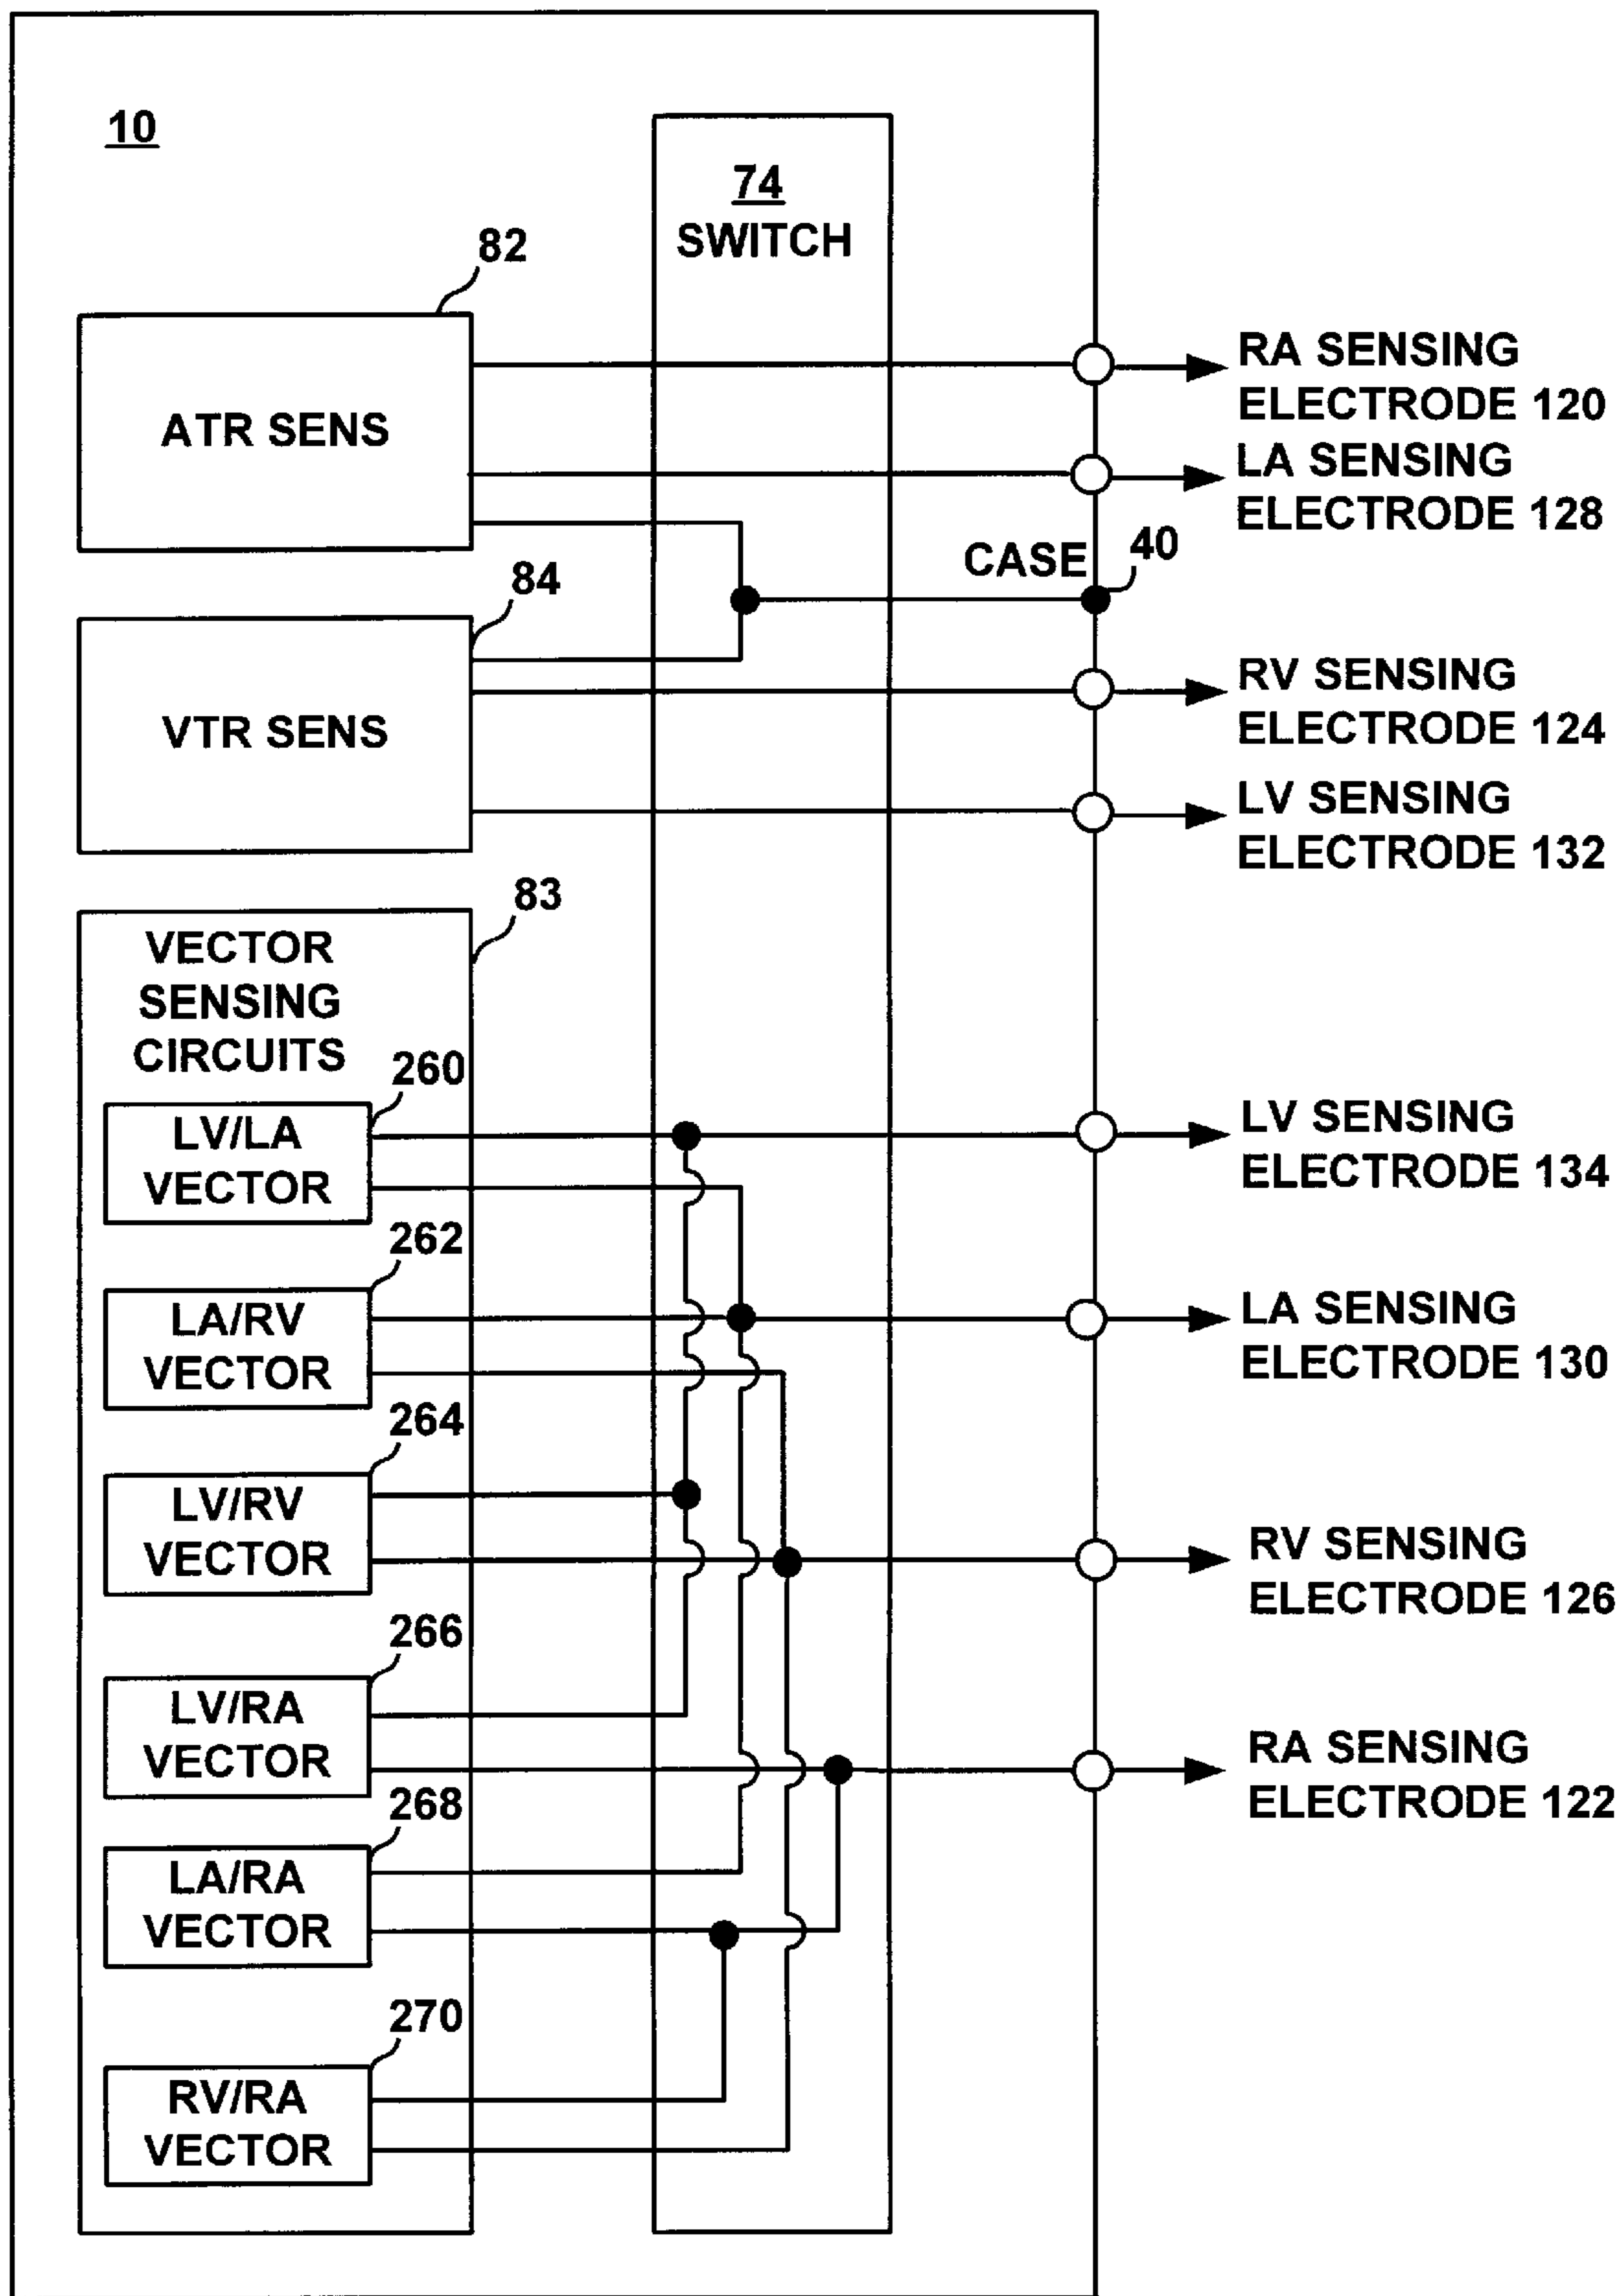 10
74
SWITCH
82
ATR SENS
RA SENSING
ELECTRODE 120
LA SENSING
ELECTRODE 128
CASE
40
84
VTR SENS
RV SENSING
ELECTRODE 124
LV SENSING
ELECTRODE 132
83
VECTOR
SENSING
CIRCUITS
260
LV/LA
VECTOR
LV SENSING
ELECTRODE 134
262
LA/RV
VECTOR
LA SENSING
ELECTRODE 130
264
LV/RV
VECTOR
RV SENSING
ELECTRODE 126
266
LV/RA
VECTOR
RA SENSING
ELECTRODE 122
268
LA/RA
VECTOR
270
RV/RA
VECTOR